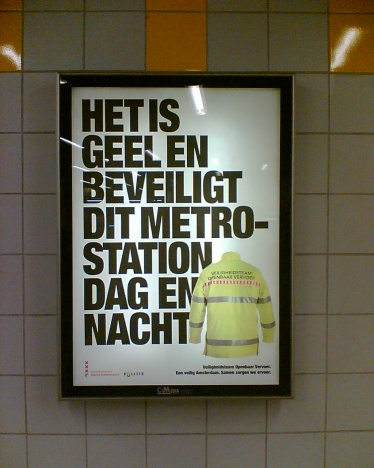 HET IS
GEEL EN
BEVEILIGT
DIT METRO-
STATION
DAG EN
NACHT
VEILIGHEIDSTEAM
OPENBAAR VERVOER
Veiligheidsteam Openbaar Vervoer.
Een veilig Amsterdam. Samen zorgen we ervoor.
POLITIE